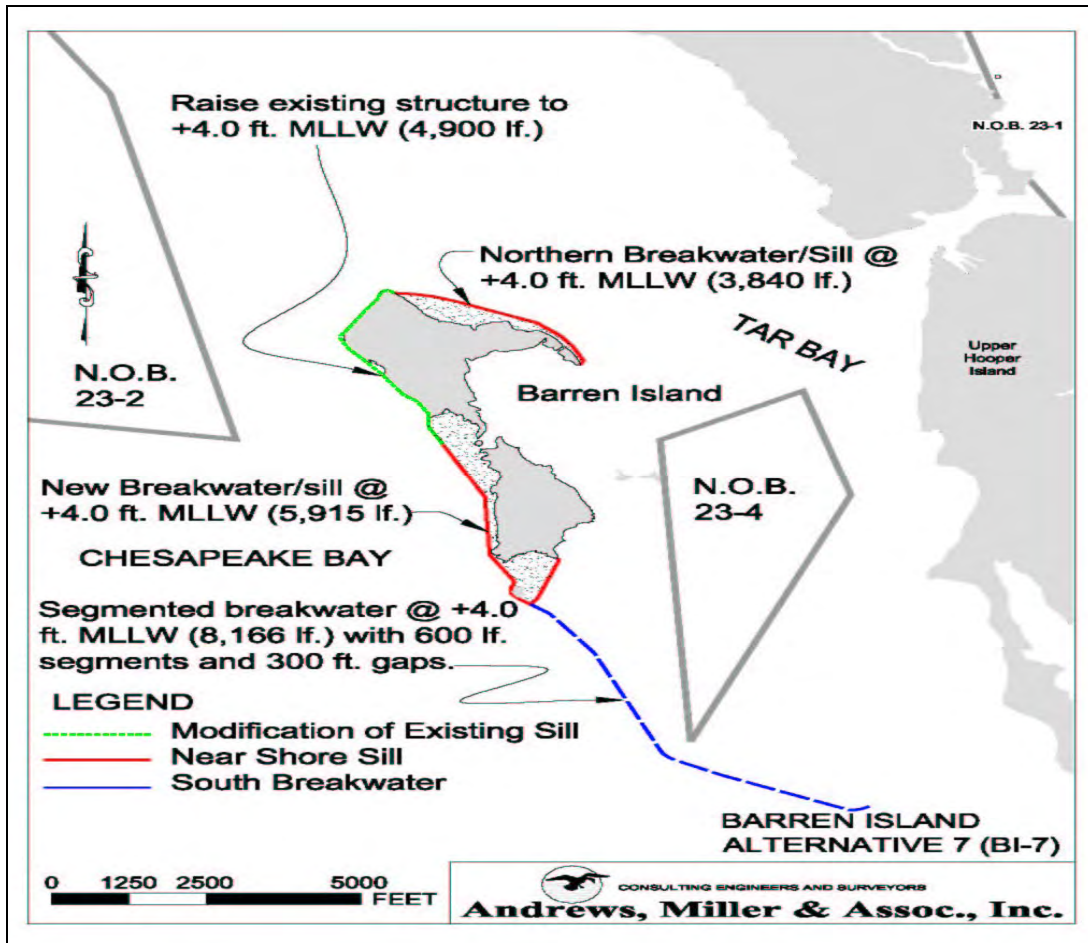 Raise existing structure to
+4.0 ft. MLLW (4,900 lf.)
N.O.B. 23-1
Northern Breakwater/Sill @
+4.0 ft. MLLW (3,840 lf.)
TAR BAY
Upper
Hooper
Island
N.O.B.
23-2
Barren Island
N.O.B.
23-4
New Breakwater/sill @
+4.0 ft. MLLW (5,915 lf.)
CHESAPEAKE BAY
Segmented breakwater @ +4.0
ft. MLLW (8,166 lf.) with 600 lf.
segments and 300 ft. gaps.
LEGEND
Modification of Existing Sill
Near Shore Sill
South Breakwater
BARREN ISLAND
ALTERNATIVE 7 (BI-7)
0 1250 2500 5000
FEET
CONSULTING ENGINEERS AND SURVEYORS
Andrews, Miller & Assoc., Inc.